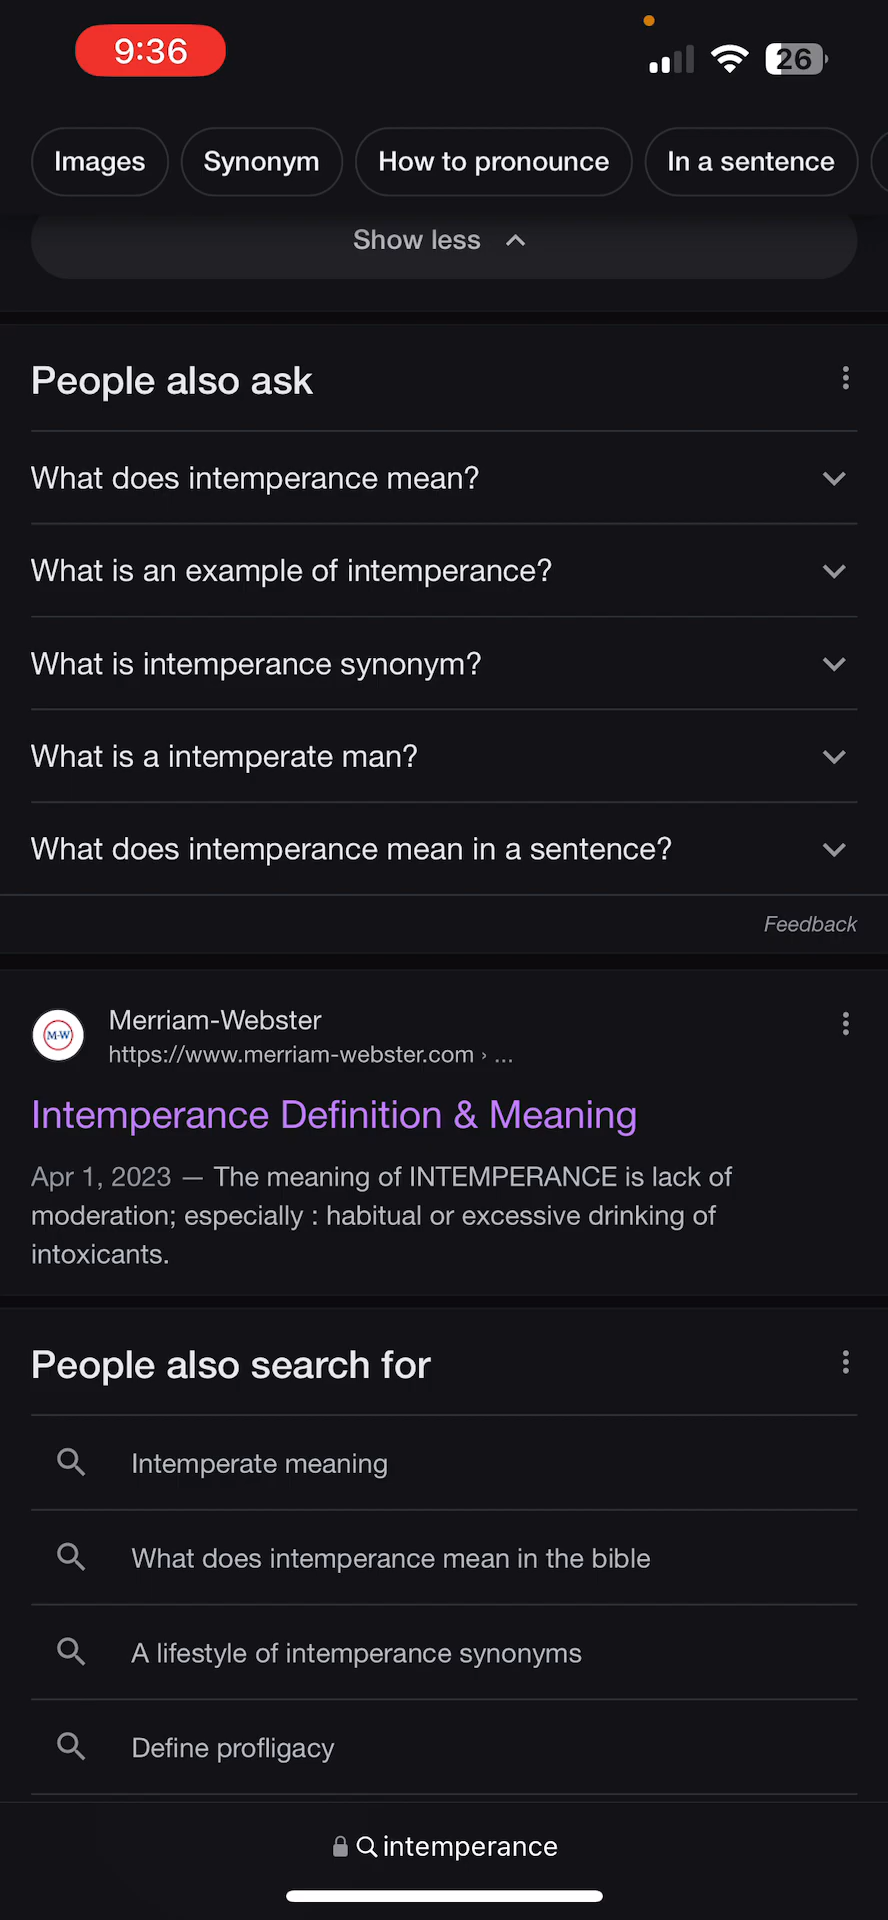 9:36
26
Images
Synonym
How to pronounce
In a sentence
Show less
People also ask
What does intemperance mean?
What is an example of intemperance?
What is intemperance synonym?
What is a intemperate man?
What does intemperance mean in a sentence?
Feedback
M-W
Merriam-Webster
https://www.merriam-webster.com › ...
Intemperance Definition & Meaning
Apr 1, 2023 — The meaning of INTEMPERANCE is lack of
moderation; especially : habitual or excessive drinking of
intoxicants.
People also search for
Intemperate meaning
What does intemperance mean in the bible
A lifestyle of intemperance synonyms
Define profligacy
intemperance